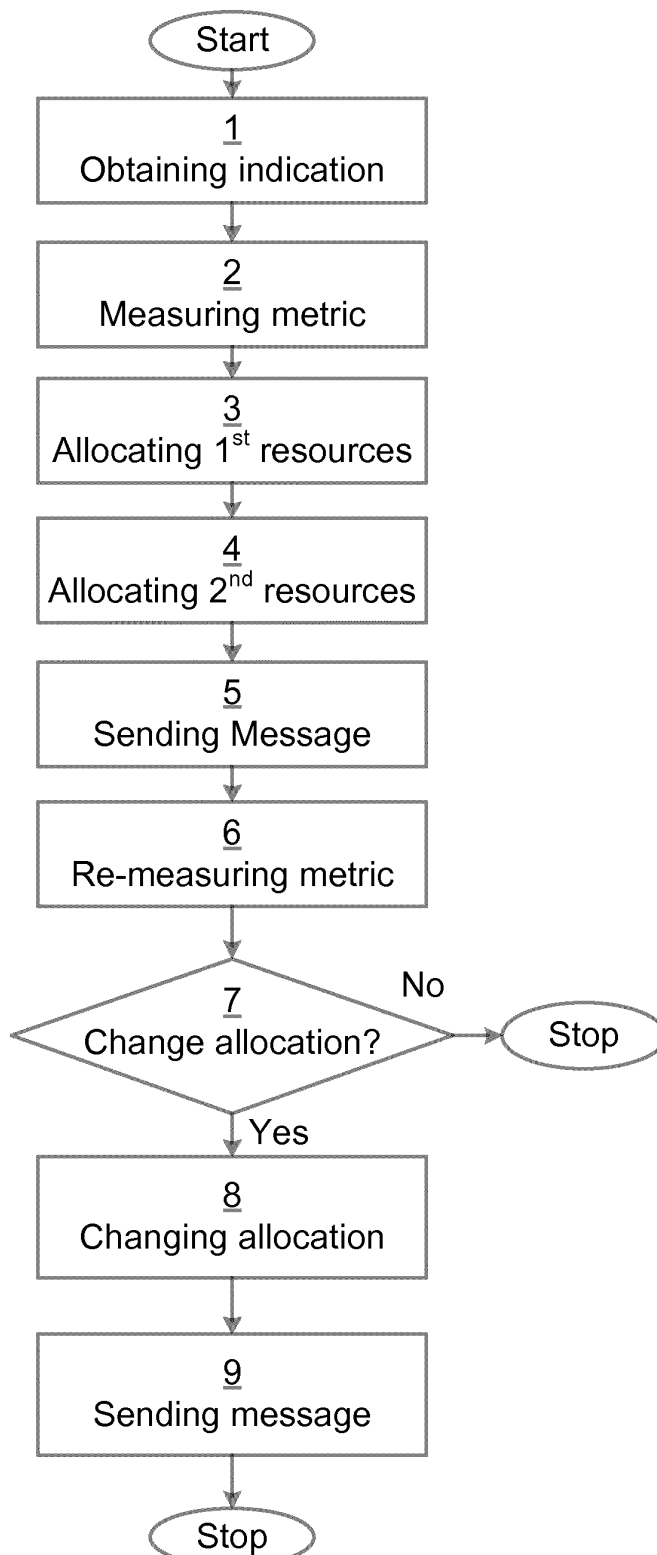 Start
1
Obtaining indication
2
Measuring metric
3
Allocating 1st resources
4
Allocating 2nd resources
5
Sending Message
6
Re-measuring metric
7
Change allocation?
No
Stop
Yes
8
Changing allocation
9
Sending message
Stop